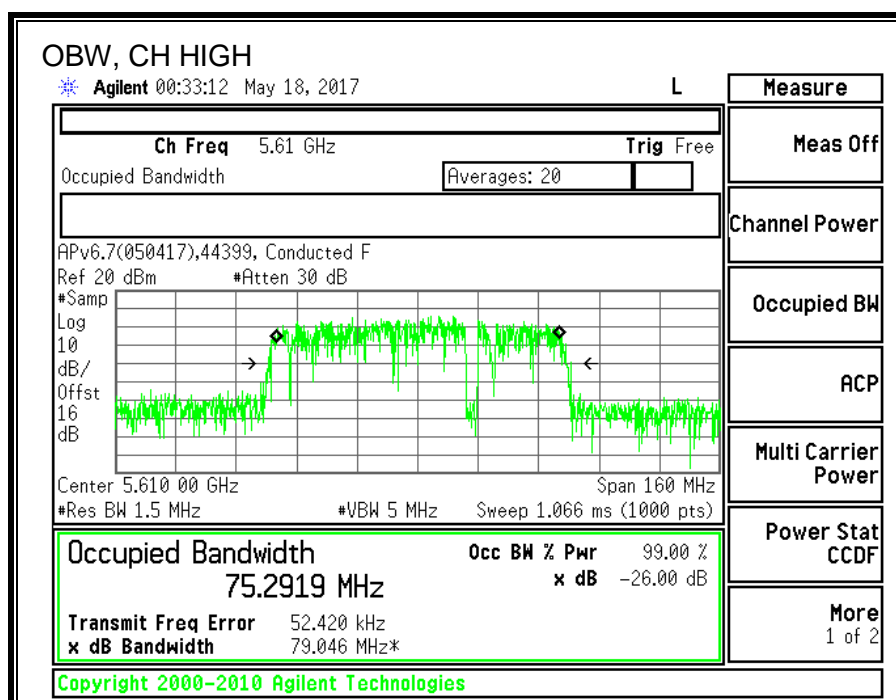 OBW, CH HIGH
Agilent 00:33:12 May 18, 2017 L
Measure
Ch Freq 5.61 GHz Trig Free
Meas Off
Occupied Bandwidth Averages: 20
Channel Power
APv6.7(050417),44399, Conducted F
Ref 20 dBm #Atten 30 dB
#Samp
Log
10
dB/
Offst
16
dB
Occupied BW
ACP
Multi Carrier
Power
Center 5.610 00 GHz Span 160 MHz
#Res BW 1.5 MHz #VBW 5 MHz Sweep 1.066 ms (1000 pts)
Power Stat
CCDF
Occupied Bandwidth Occ BW % Pwr 99.00 %
75.2919 MHz x dB -26.00 dB
Transmit Freq Error 52.420 kHz
x dB Bandwidth 79.046 MHz*
More
1 of 2
Copyright 2000-2010 Agilent Technologies